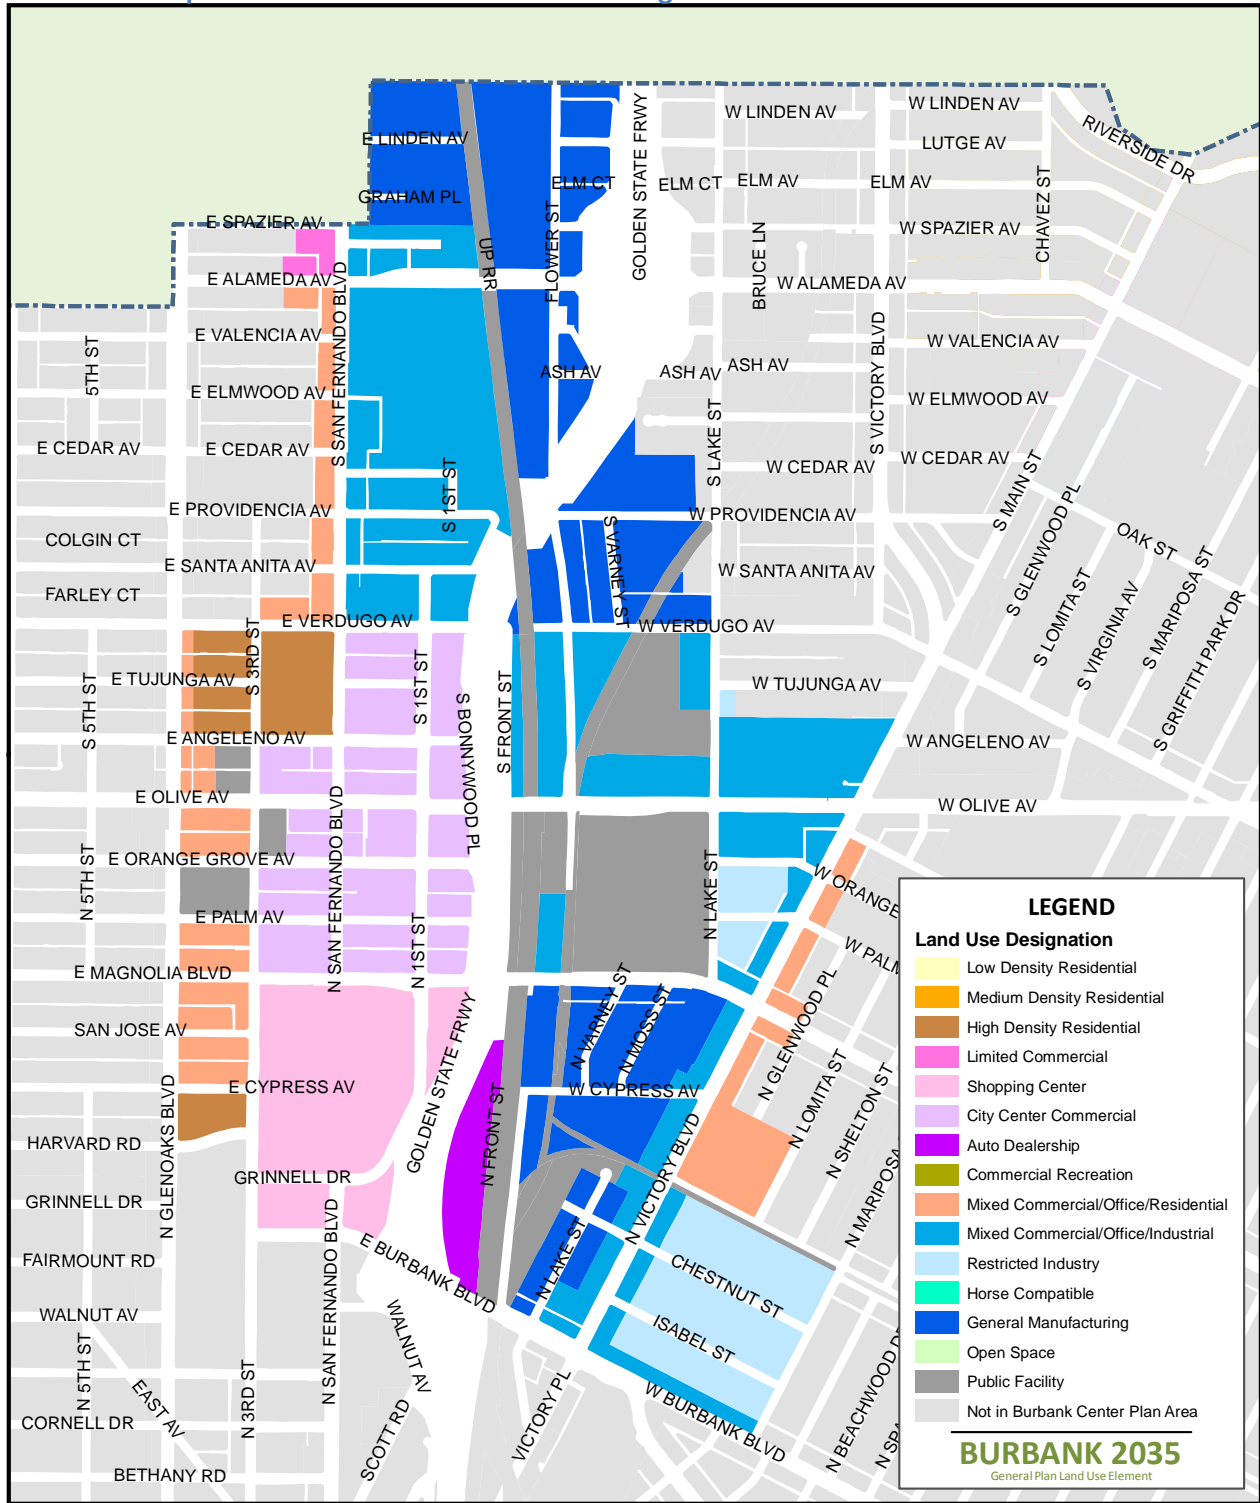 E LINDEN AV
W LINDEN AV
W LINDEN AV
LUTGE AV
RIVERSIDE DR
GRAHAM PL
ELM CT
ELM CT
ELM AV
ELM AV
E SPAZIER AV
W SPAZIER AV
CHAVEZ ST
GOLDEN STATE FRWY
UP RR
FLOWER ST
BRUCE LN
E ALAMEDA AV
W ALAMEDA AV
S SAN FERNANDO BLVD
E VALENCIA AV
W VALENCIA AV
S VICTORY BLVD
5TH ST
ASH AV
ASH AV
ASH AV
E ELMWOOD AV
W ELMWOOD AV
S LAKE ST
E CEDAR AV
E CEDAR AV
W CEDAR AV
W CEDAR AV
S 1ST ST
S MAIN ST
S GLENWOOD PL
E PROVIDENCIA AV
W PROVIDENCIA AV
COLGIN CT
OAK ST
S VARNEY ST
E SANTA ANITA AV
W SANTA ANITA AV
FARLEY CT
S LOMITA ST
S VIRGINIA AV
S MARIPOSA ST
S GRIFFITH PARK DR
E VERDUGO AV
W VERDUGO AV
S 3RD ST
E TUJUNGA AV
W TUJUNGA AV
S 5TH ST
S 1ST ST
S BONNYWOOD PL
S FRONT ST
E ANGELENO AV
W ANGELENO AV
E OLIVE AV
W OLIVE AV
N SAN FERNANDO BLVD
E ORANGE GROVE AV
W ORANGE
N 5TH ST
N LAKE ST
E PALM AV
W PALM
N 1ST ST
E MAGNOLIA BLVD
N VARNEY ST
N MOSS ST
N GLENWOOD PL
SAN JOSE AV
GOLDEN STATE FRWY
E CYPRESS AV
W CYPRESS AV
N GLENOAKS BLVD
N FRONT ST
N LOMITA ST
N SHELTON ST
N MARIPOSA
HARVARD RD
GRINNELL DR
GRINNELL DR
N VICTORY BLVD
FAIRMOUNT RD
E BURBANK BLVD
N LAKE ST
CHESTNUT ST
WALNUT AV
WALNUT AV
N SAN FERNANDO BLVD
ISABEL ST
N 5TH ST
N 3RD ST
EAST AV
SCOTT RD
VICTORY PL
W BURBANK BLVD
N BEACHWOOD D
N SPA
CORNELL DR
BETHANY RD
LEGEND
Land Use Designation
Low Density Residential
Medium Density Residential
High Density Residential
Limited Commercial
Shopping Center
City Center Commercial
Auto Dealership
Commercial Recreation
Mixed Commercial/Office/Residential
Mixed Commercial/Office/Industrial
Restricted Industry
Horse Compatible
General Manufacturing
Open Space
Public Facility
Not in Burbank Center Plan Area
BURBANK 2035
General Plan Land Use Element